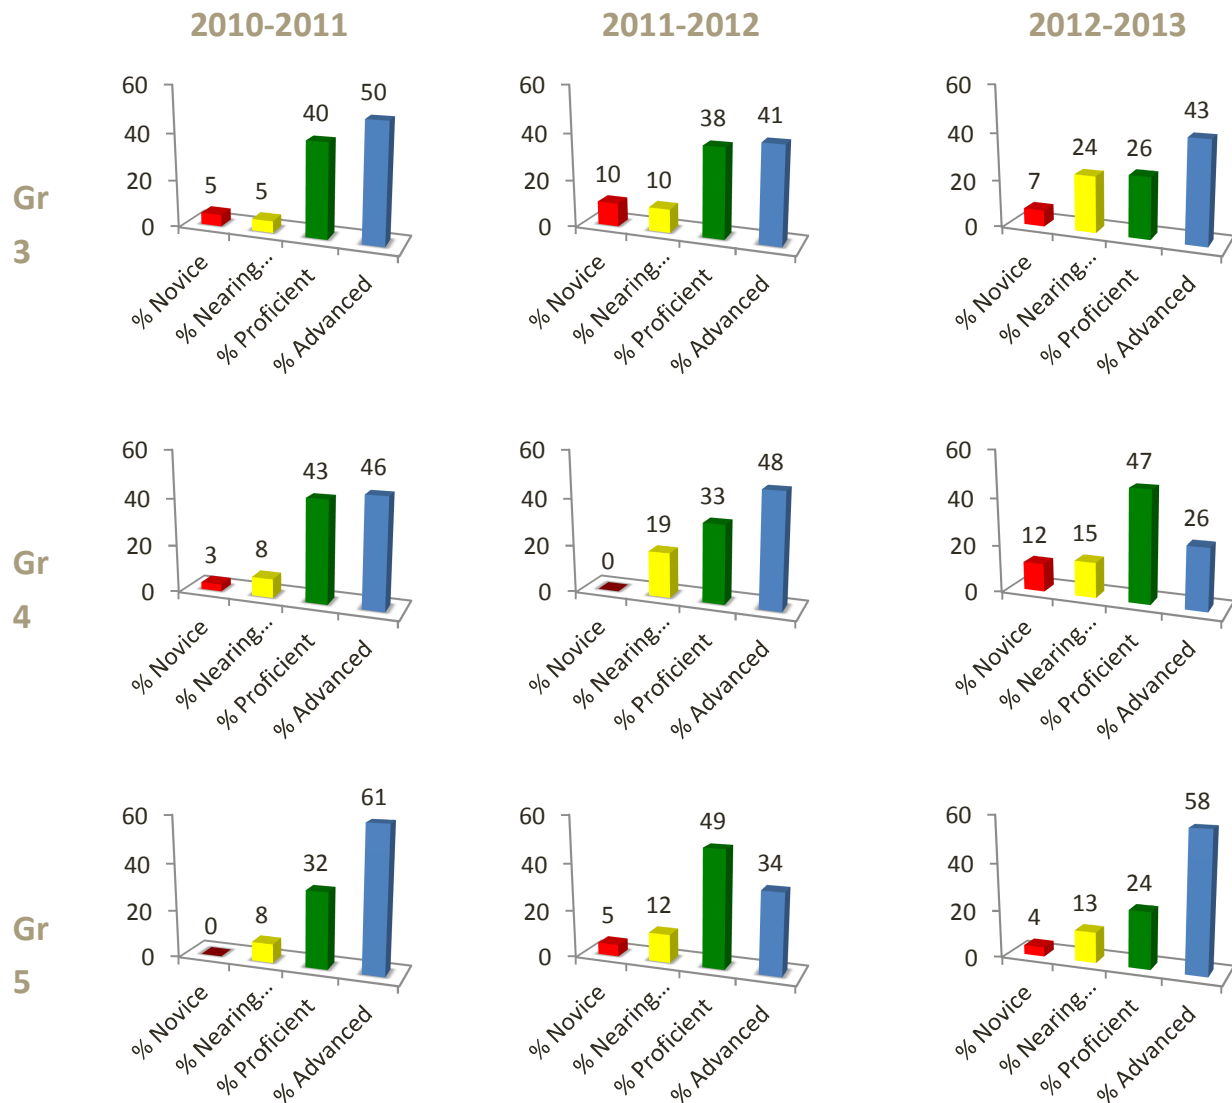 2010-2011 2011-2012 2012-2013
Gr
3
60
40
20
0
5
5
40
50
% Novice
% Nearing...
% Proficient
% Advanced
60
40
20
0
10
10
38
41
% Novice
% Nearing...
% Proficient
% Advanced
60
40
20
0
7
24
26
43
% Novice
% Nearing...
% Proficient
% Advanced
Gr
4
60
40
20
0
3
8
43
46
% Novice
% Nearing...
% Proficient
% Advanced
60
40
20
0
0
19
33
48
% Novice
% Nearing...
% Proficient
% Advanced
60
40
20
0
12
15
47
26
% Novice
% Nearing...
% Proficient
% Advanced
Gr
5
60
40
20
0
0
8
32
61
% Novice
% Nearing...
% Proficient
% Advanced
60
40
20
0
5
12
49
34
% Novice
% Nearing...
% Proficient
% Advanced
60
40
20
0
4
13
24
58
% Novice
% Nearing...
% Proficient
% Advanced